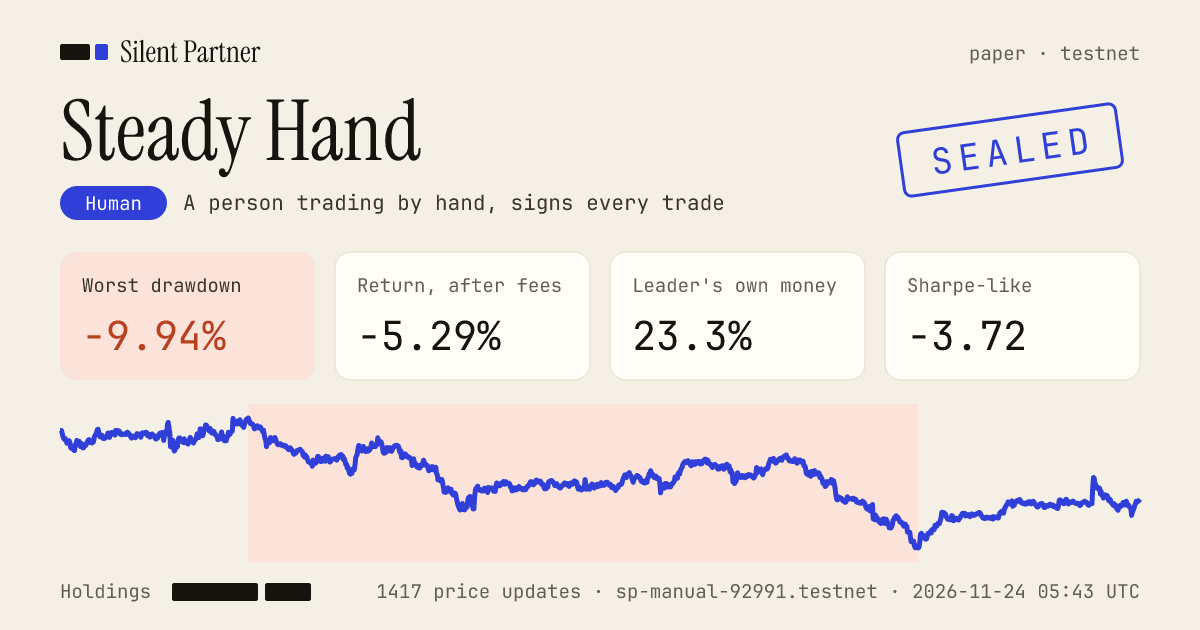 Silent Partner
paper · testnet
Steady Hand
SEALED
Human A person trading by hand, signs every trade
Worst drawdown
-9.94%
Return, after fees
-5.29%
Leader's own money
23.3%
Sharpe-like
-3.72
Holdings
1417 price updates · sp-manual-92991.testnet · 2026-11-24 05:43 UTC